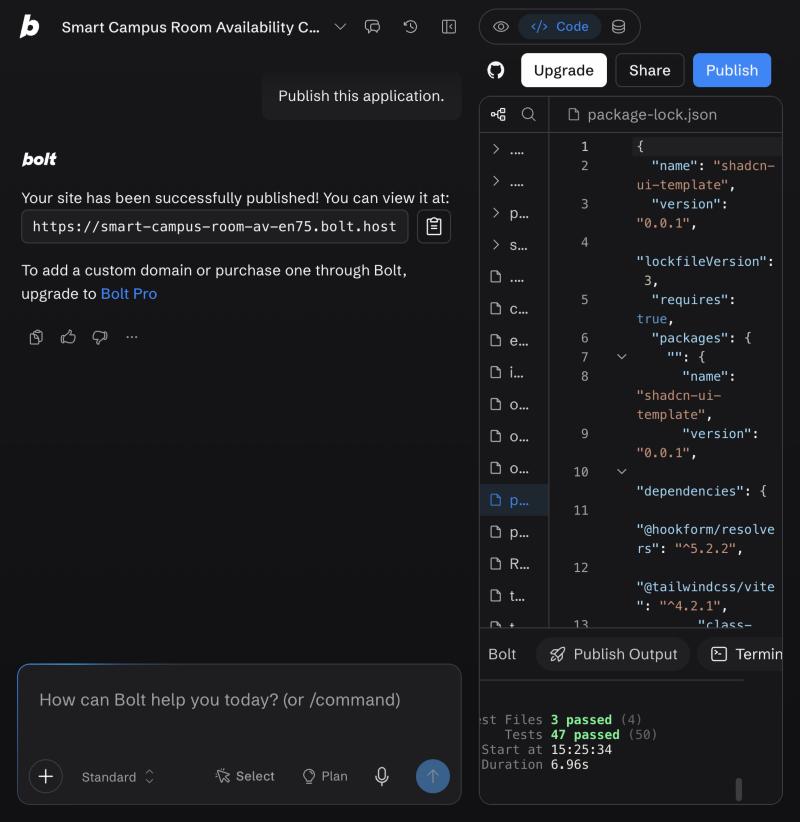 b
Smart Campus Room Availability C...
Publish this application.
bolt
Your site has been successfully published! You can view it at:
https://smart-campus-room-av-en75.bolt.host
To add a custom domain or purchase one through Bolt,
upgrade to Bolt Pro
How can Bolt help you today? (or /command)
Standard
Select
Plan
</> Code
Upgrade
Share
Publish
package-lock.json
....
....
p...
s...
....
c...
e...
i...
o...
o...
o...
p...
p...
R...
t...
1 {
2 "name": "shadcn-
ui-template",
3 "version":
"0.0.1",
4
"lockfileVersion":
3,
5 "requires":
true,
6 "packages": {
7 "": {
8 "name":
"shadcn-ui-
template",
9 "version":
"0.0.1",
10
"dependencies": {
11
"@hookform/resolve
rs": "^5.2.2",
12
"@tailwindcss/vite
": "^4.2.1",
13 "class-
Bolt
Publish Output
Termin
est Files 3 passed (4)
Tests 47 passed (50)
Start at 15:25:34
Duration 6.96s